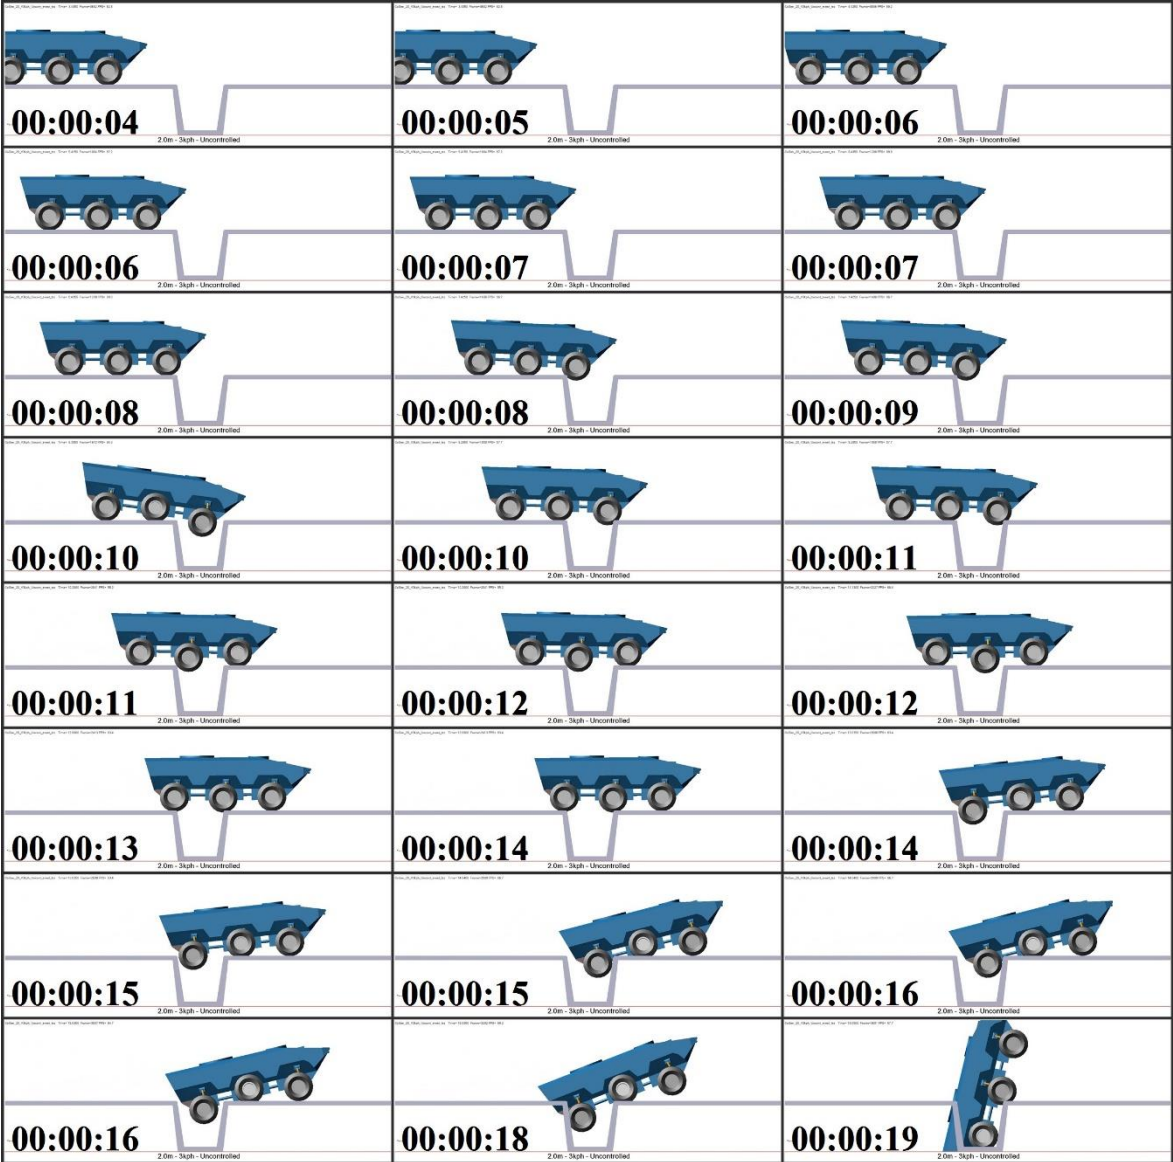 00:00:04
2.0m - 3kph - Uncontrolled
00:00:05
2.0m - 3kph - Uncontrolled
00:00:06
2.0m - 3kph - Uncontrolled
00:00:06
2.0m - 3kph - Uncontrolled
00:00:07
2.0m - 3kph - Uncontrolled
00:00:07
2.0m - 3kph - Uncontrolled
00:00:08
2.0m - 3kph - Uncontrolled
00:00:08
2.0m - 3kph - Uncontrolled
00:00:09
2.0m - 3kph - Uncontrolled
00:00:10
2.0m - 3kph - Uncontrolled
00:00:10
2.0m - 3kph - Uncontrolled
00:00:11
2.0m - 3kph - Uncontrolled
00:00:11
2.0m - 3kph - Uncontrolled
00:00:12
2.0m - 3kph - Uncontrolled
00:00:12
2.0m - 3kph - Uncontrolled
00:00:13
2.0m - 3kph - Uncontrolled
00:00:14
2.0m - 3kph - Uncontrolled
00:00:14
2.0m - 3kph - Uncontrolled
00:00:15
2.0m - 3kph - Uncontrolled
00:00:15
2.0m - 3kph - Uncontrolled
00:00:16
2.0m - 3kph - Uncontrolled
00:00:16
2.0m - 3kph - Uncontrolled
00:00:18
2.0m - 3kph - Uncontrolled
00:00:19
2.0m - 3kph - Uncontrolled